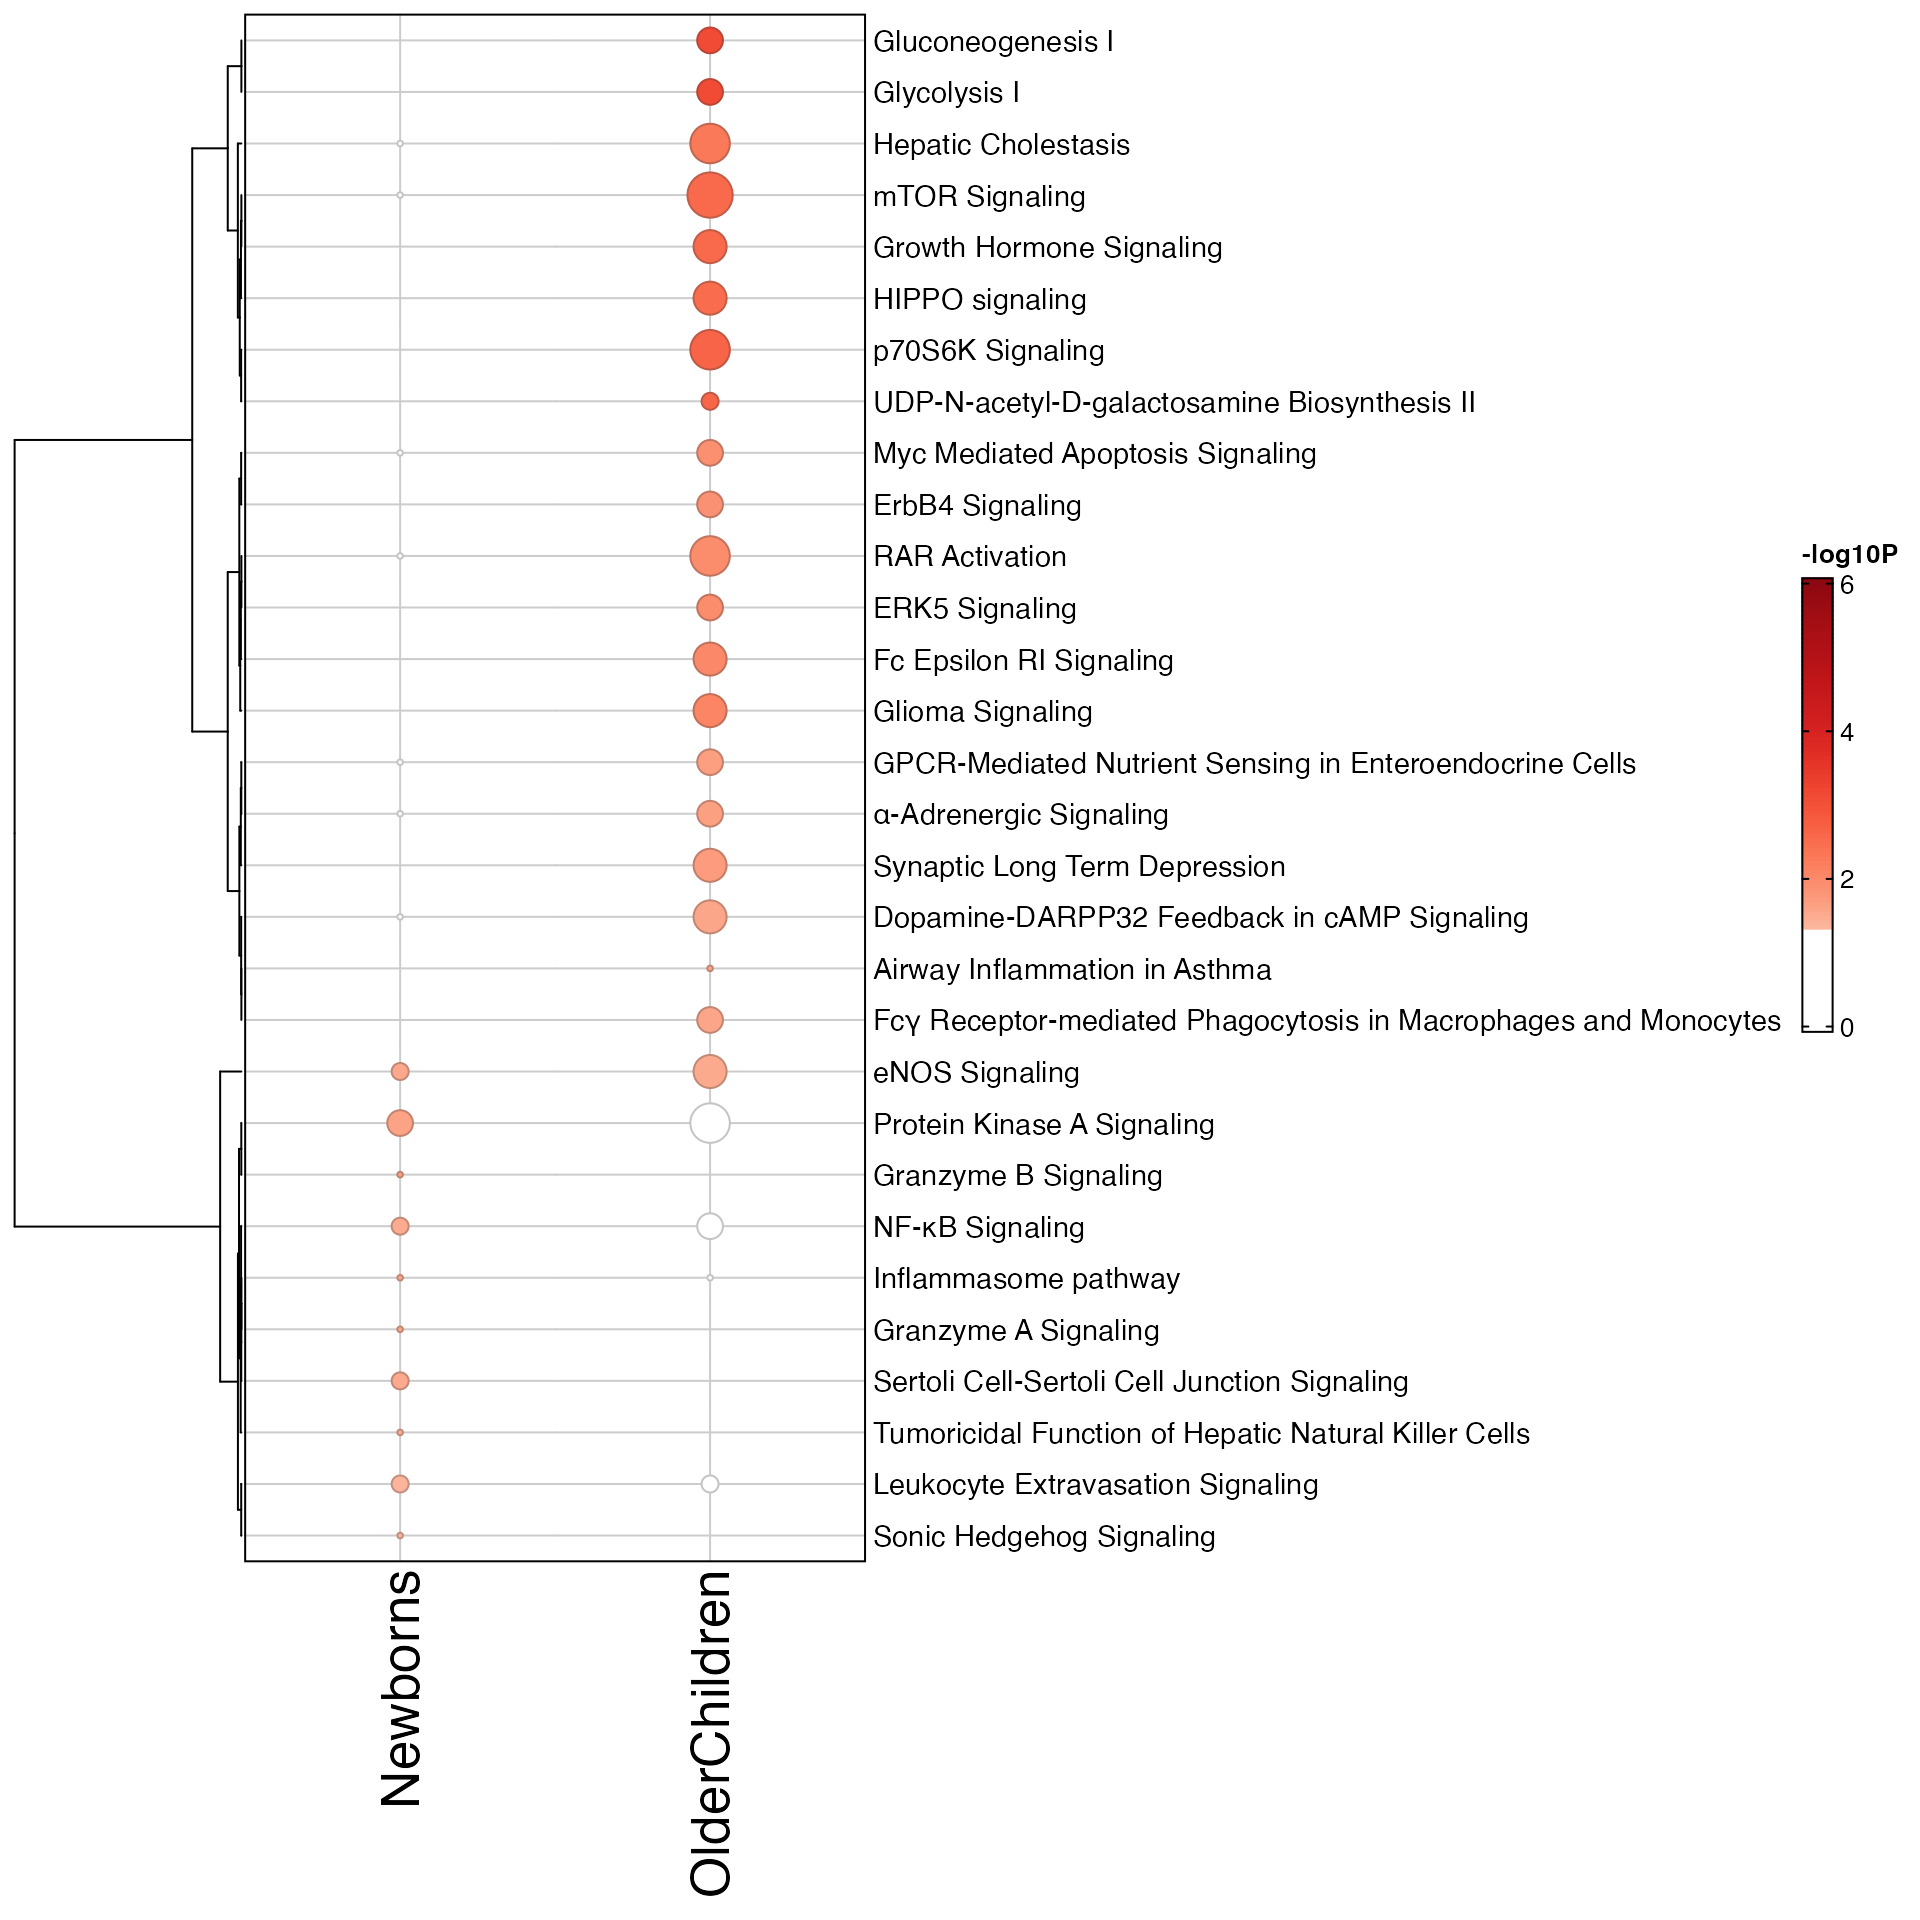 Gluconeogenesis I
Glycolysis I
Hepatic Cholestasis
mTOR Signaling
Growth Hormone Signaling
HIPPO signaling
p70S6K Signaling
UDP-N-acetyl-D-galactosamine Biosynthesis II
Myc Mediated Apoptosis Signaling
ErbB4 Signaling
RAR Activation
ERK5 Signaling
Fc Epsilon RI Signaling
Glioma Signaling
GPCR-Mediated Nutrient Sensing in Enteroendocrine Cells
α-Adrenergic Signaling
Synaptic Long Term Depression
Dopamine-DARPP32 Feedback in cAMP Signaling
Airway Inflammation in Asthma
Fcγ Receptor-mediated Phagocytosis in Macrophages and Monocytes
eNOS Signaling
Protein Kinase A Signaling
Granzyme B Signaling
NF-κB Signaling
Inflammasome pathway
Granzyme A Signaling
Sertoli Cell-Sertoli Cell Junction Signaling
Tumoricidal Function of Hepatic Natural Killer Cells
Leukocyte Extravasation Signaling
Sonic Hedgehog Signaling
Newborns
OlderChildren
-log10P
6
4
2
0